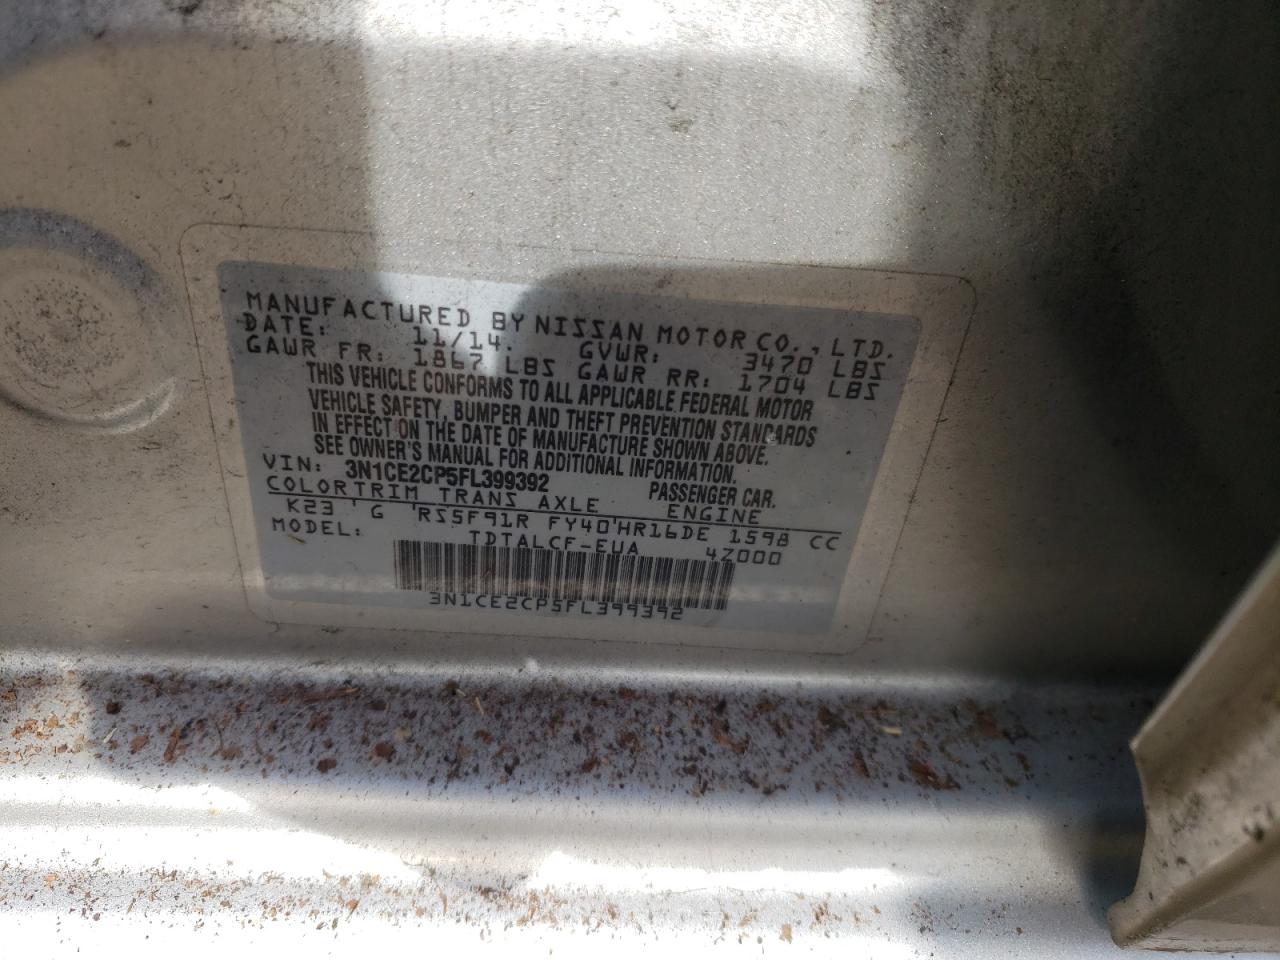 MANUFACTURED BY NISSAN MOTOR CO., LTD.
DATE: 11/14. GVWR: 3470 LBS
GAWR FR: 1867 LBS GAWR RR: 1704 LBS
THIS VEHICLE CONFORMS TO ALL APPLICABLE FEDERAL MOTOR
VEHICLE SAFETY, BUMPER AND THEFT PREVENTION STANDARDS
IN EFFECT ON THE DATE OF MANUFACTURE SHOWN ABOVE.
SEE OWNER'S MANUAL FOR ADDITIONAL INFORMATION.
VIN: 3N1CE2CP5FL399392 PASSENGER CAR.
COLOR TRIM TRANS AXLE ENGINE
K23 ' G 'RS5F91R FY40'HR16DE 1598 CC
MODEL: TDTALCF-EUA 4Z000
3N1CE2CP5FL399392